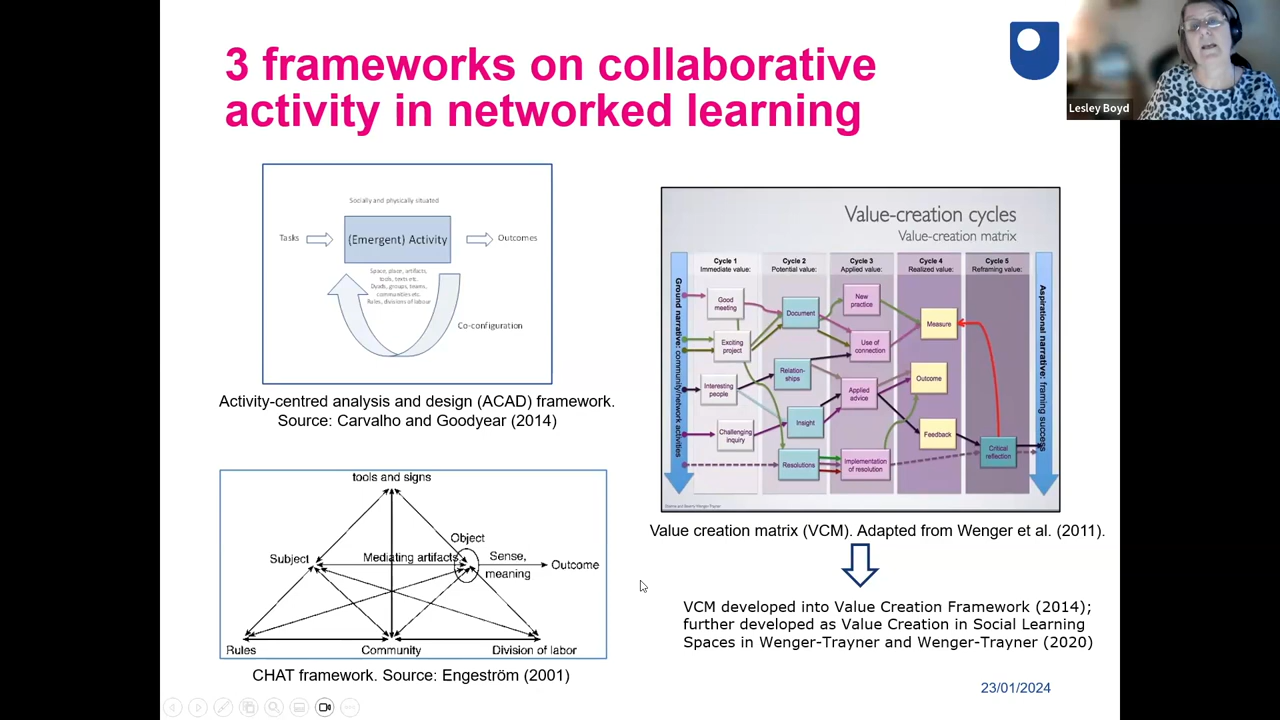 3 frameworks on collaborative
activity in networked learning
Lesley Boyd
Socially and physically situated
Tasks
(Emergent) Activity
Outcomes
Space, place, artifacts,
tools, texts etc.
Dyads, groups, teams,
communities etc.
Rules, divisions of labour
Co-configuration
Activity-centred analysis and design (ACAD) framework.
Source: Carvalho and Goodyear (2014)
tools and signs
Object
Subject
Mediating artifacts
Sense,
meaning
Outcome
Rules
Community
Division of labor
CHAT framework. Source: Engeström (2001)
Value-creation cycles
Value-creation matrix
Cycle 1
Immediate value:
Cycle 2
Potential value:
Cycle 3
Applied value:
Cycle 4
Realized value:
Cycle 5
Reframing value:
Ground narrative: community/network activities
Good
meeting
Exciting
project
Interesting
people
Challenging
inquiry
Document
Relation-
ships
Insight
Resolutions
New
practice
Use of
connection
Applied
advice
Implementation
of resolution
Measure
Outcome
Feedback
Critical
reflection
Aspirational narrative: framing success
Value creation matrix (VCM). Adapted from Wenger et al. (2011).
VCM developed into Value Creation Framework (2014);
further developed as Value Creation in Social Learning
Spaces in Wenger-Trayner and Wenger-Trayner (2020)
23/01/2024